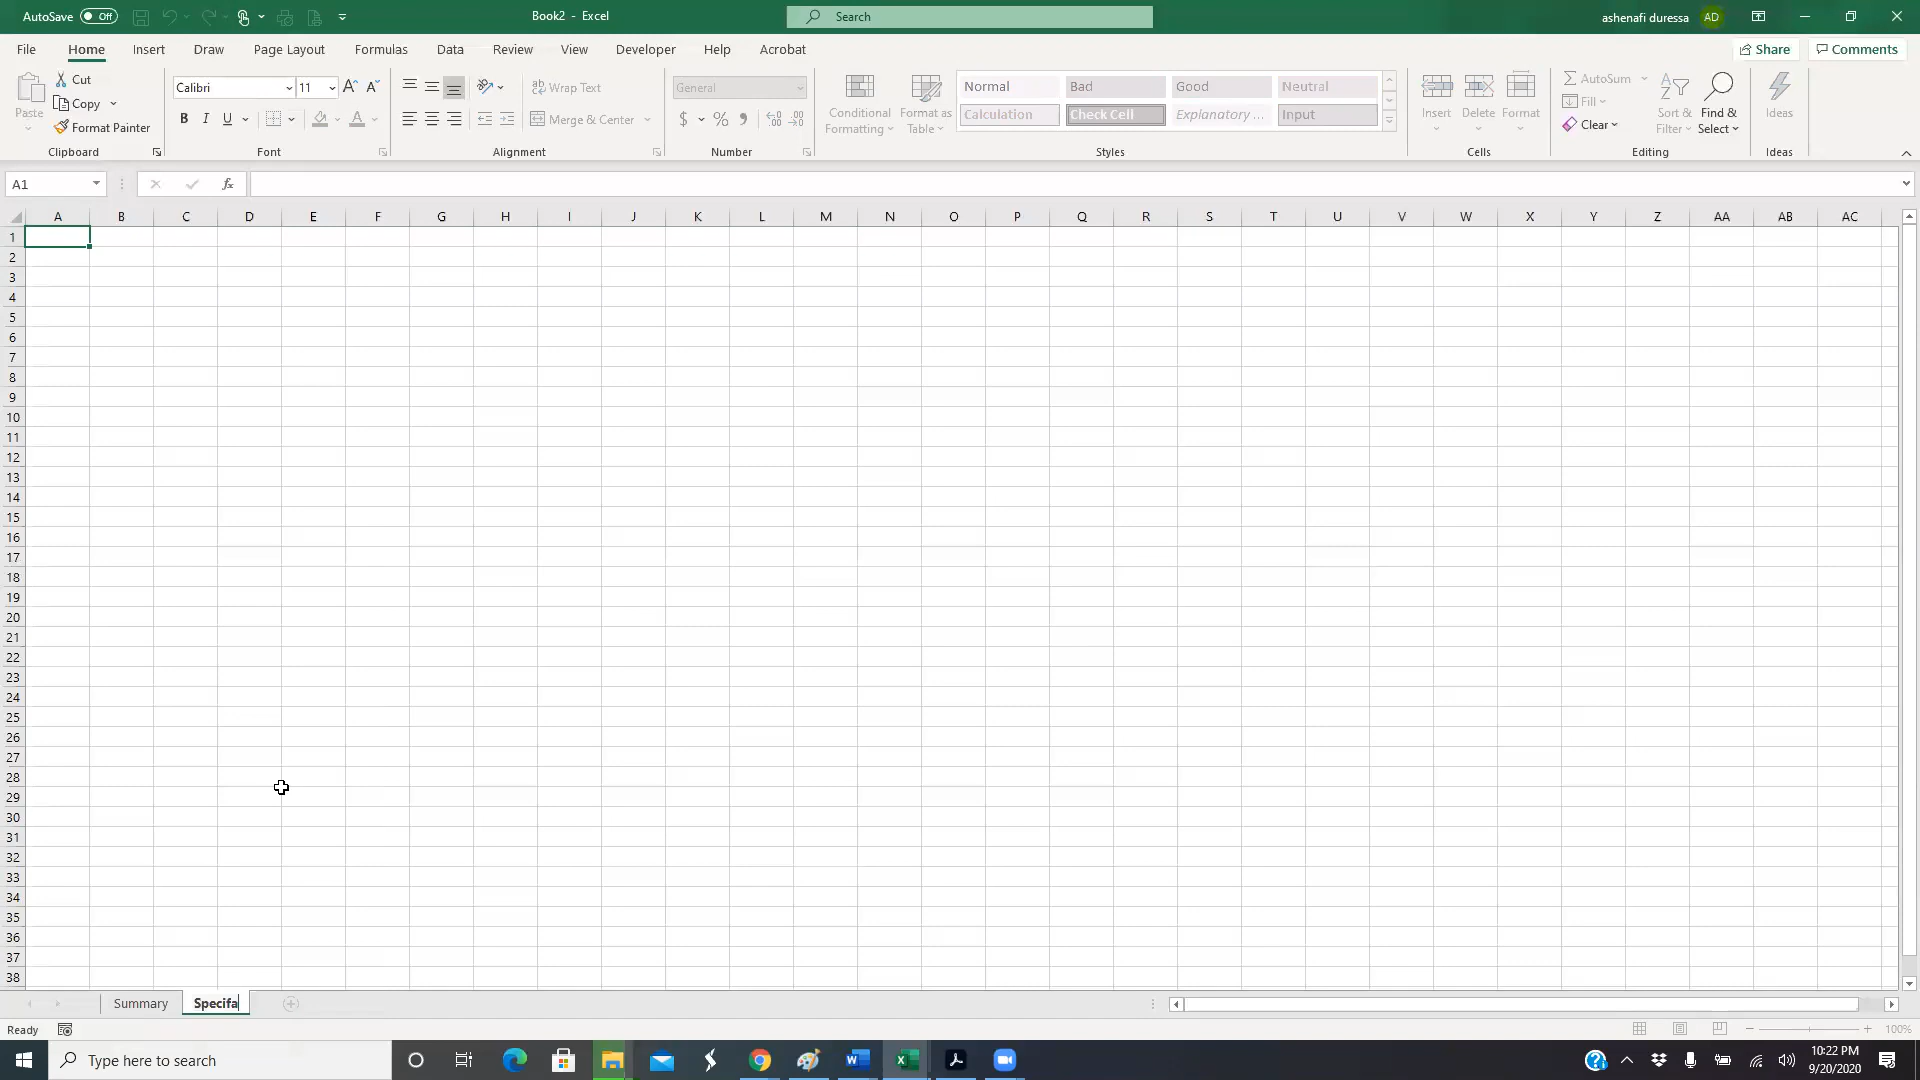 AutoSave Off Book2 - Excel Search ashenafi duressa AD
File Home Insert Draw Page Layout Formulas Data Review View Developer Help Acrobat Share Comments
Paste Cut Copy Format Painter Clipboard
Calibri 11 B I U A Font
Wrap Text Merge & Center Alignment
General $ % Number
Conditional Formatting Format as Table
Normal Bad Good Neutral
Calculation Check Cell Explanatory ... Input
Styles
Insert Delete Format Cells
AutoSum Fill Clear Sort & Filter Find & Select Editing
Ideas Ideas
A1 fx
A B C D E F G H I J K L M N O P Q R S T U V W X Y Z AA AB AC
1
2
3
4
5
6
7
8
9
10
11
12
13
14
15
16
17
18
19
20
21
22
23
24
25
26
27
28
29
30
31
32
33
34
35
36
37
38
Summary Specifa
Ready 100%
Type here to search 10:22 PM
9/20/2020